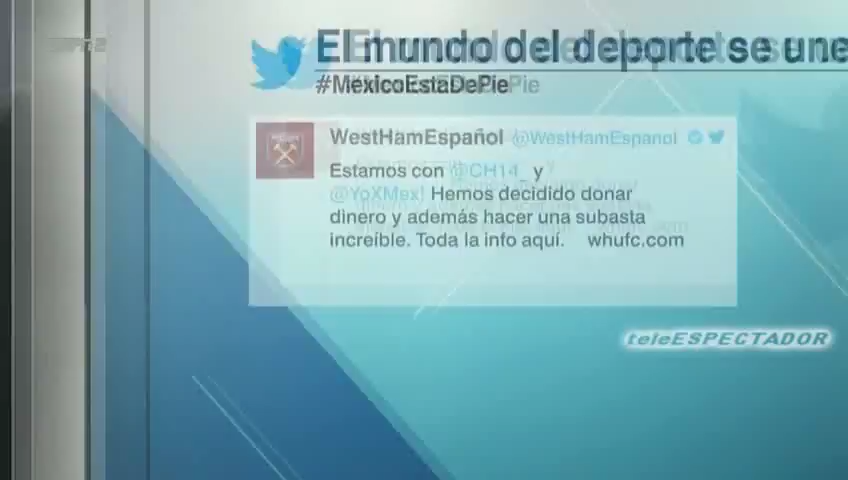 El mundo del deporte se une
#MexicoEstaDePie
WestHamEspañol @WestHamEspanol
Estamos con @CH14_ y
@YoXMex! Hemos decidido donar
dinero y además hacer una subasta
increíble. Toda la info aquí. whufc.com
teleESPECTADOR